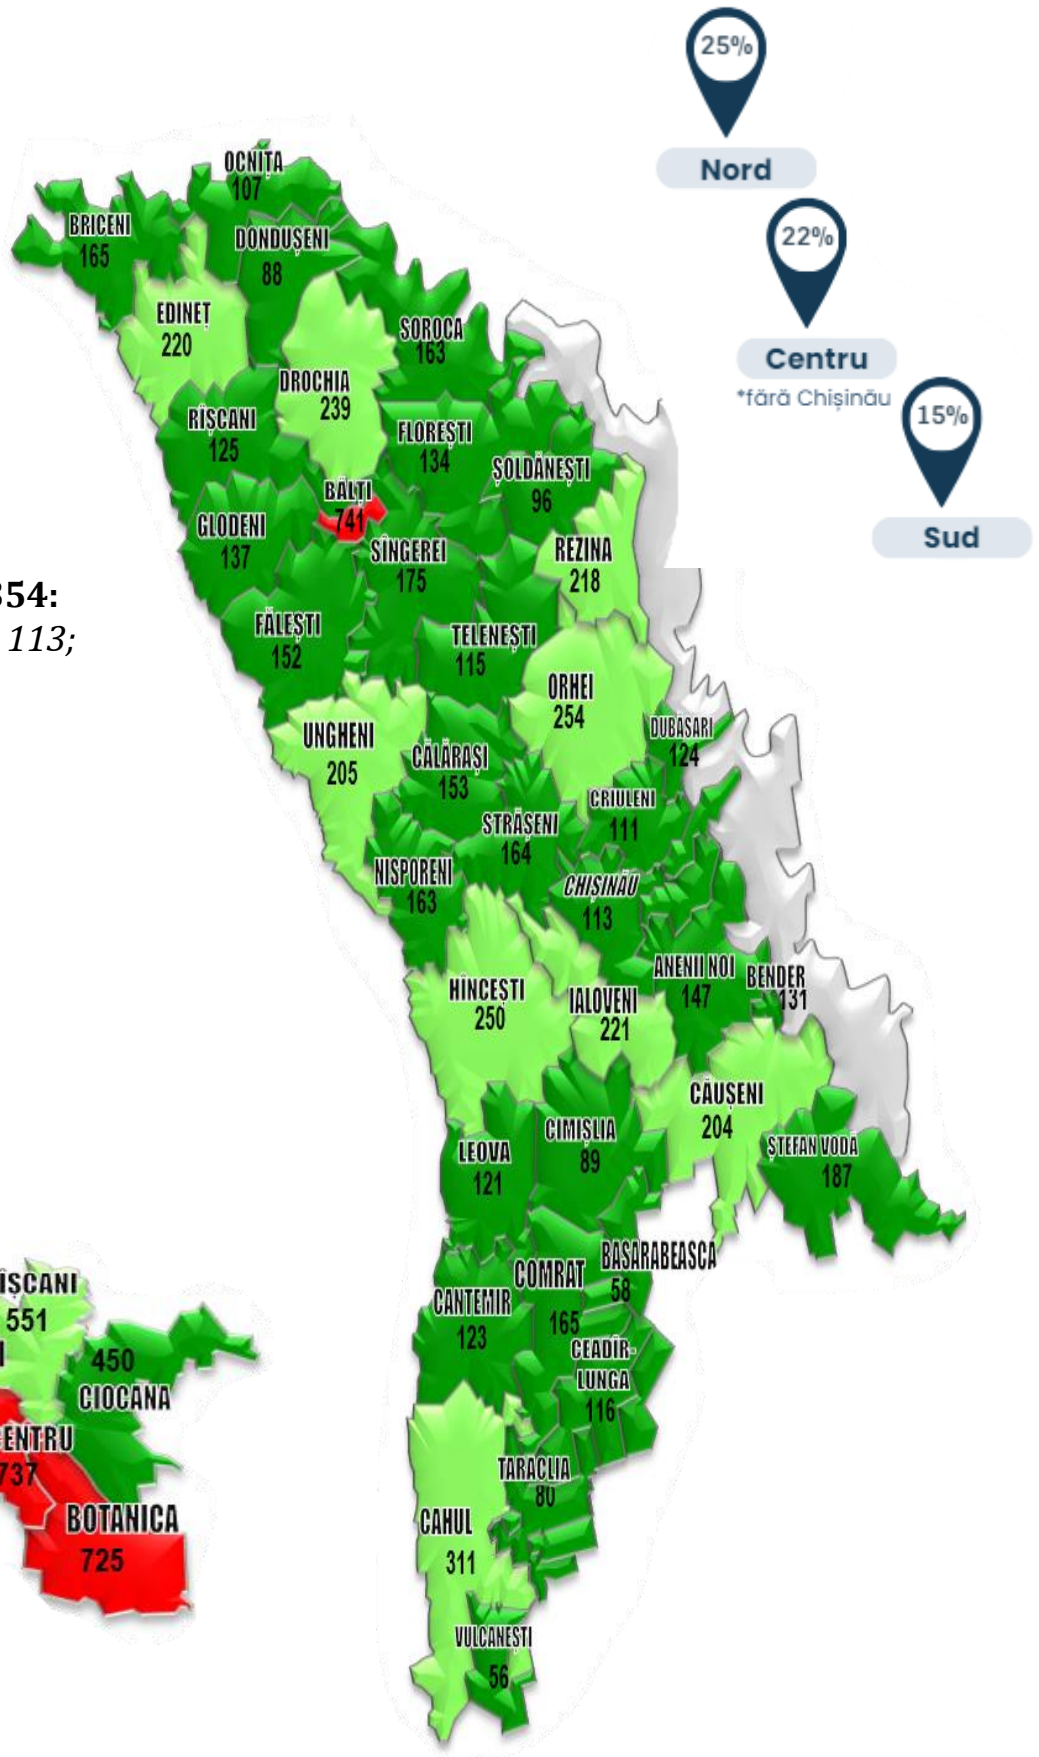 25%
Nord
22%
Centru
*fără Chișinău
15%
Sud
OCNIȚA
107
BRICENI
165
DONDUȘENI
88
EDINEȚ
220
SOROCA
163
DROCHIA
239
RÎȘCANI
125
FLOREȘTI
134
ȘOLDĂNEȘTI
96
BĂLȚI
741
GLODENI
137
SÎNGEREI
175
REZINA
218
354:
113;
FĂLEȘTI
152
TELENEȘTI
115
ORHEI
254
UNGHENI
205
DUBĂSARI
124
CĂLĂRAȘI
153
CRIULENI
111
STRĂȘENI
164
NISPORENI
163
CHIȘINĂU
113
ANENII NOI
147
BENDER
131
HÎNCEȘTI
250
IALOVENI
221
CĂUȘENI
204
CIMIȘLIA
89
LEOVA
121
ȘTEFAN VODĂ
187
BASARABEASCA
58
COMRAT
165
CANTEMIR
123
CEADÎR-
LUNGA
116
ÎȘCANI
551
450
CIOCANA
ENTRU
737
BOTANICA
725
TARACLIA
80
CAHUL
311
VULCĂNEȘTI
56